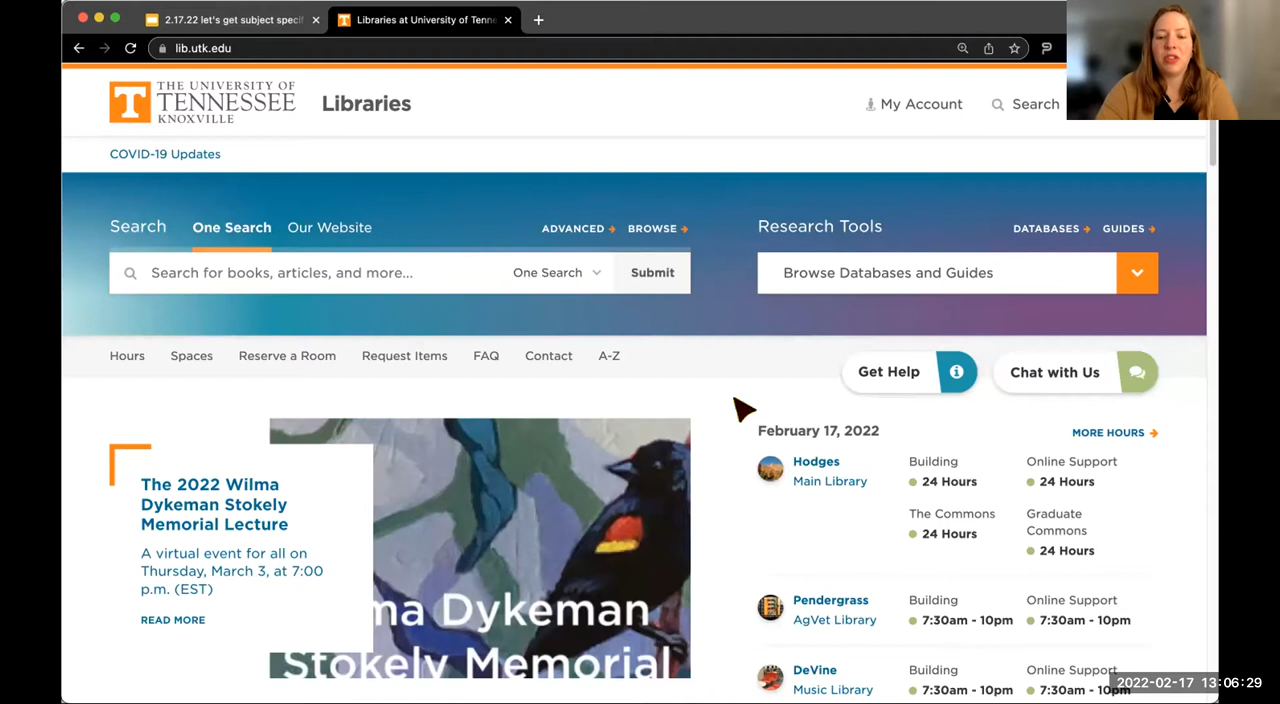 2.17.22 let's get subject specif
Libraries at University of Tenne
lib.utk.edu
THE UNIVERSITY OF
TENNESSEE
KNOXVILLE
Libraries
My Account
Search
COVID-19 Updates
Search
One Search
Our Website
ADVANCED
BROWSE
Search for books, articles, and more...
One Search
Submit
Research Tools
DATABASES
GUIDES
Browse Databases and Guides
Hours
Spaces
Reserve a Room
Request Items
FAQ
Contact
A-Z
Get Help
Chat with Us
The 2022 Wilma
Dykeman Stokely
Memorial Lecture
A virtual event for all on
Thursday, March 3, at 7:00
p.m. (EST)
READ MORE
ma Dykeman
Stokely Memorial
February 17, 2022
MORE HOURS
Hodges
Main Library
Building
24 Hours
Online Support
24 Hours
The Commons
24 Hours
Graduate
Commons
24 Hours
Pendergrass
AgVet Library
Building
7:30am - 10pm
Online Support
7:30am - 10pm
DeVine
Music Library
Building
7:30am - 10pm
Online Support
7:30am - 10pm
2022-02-17 13:06:29